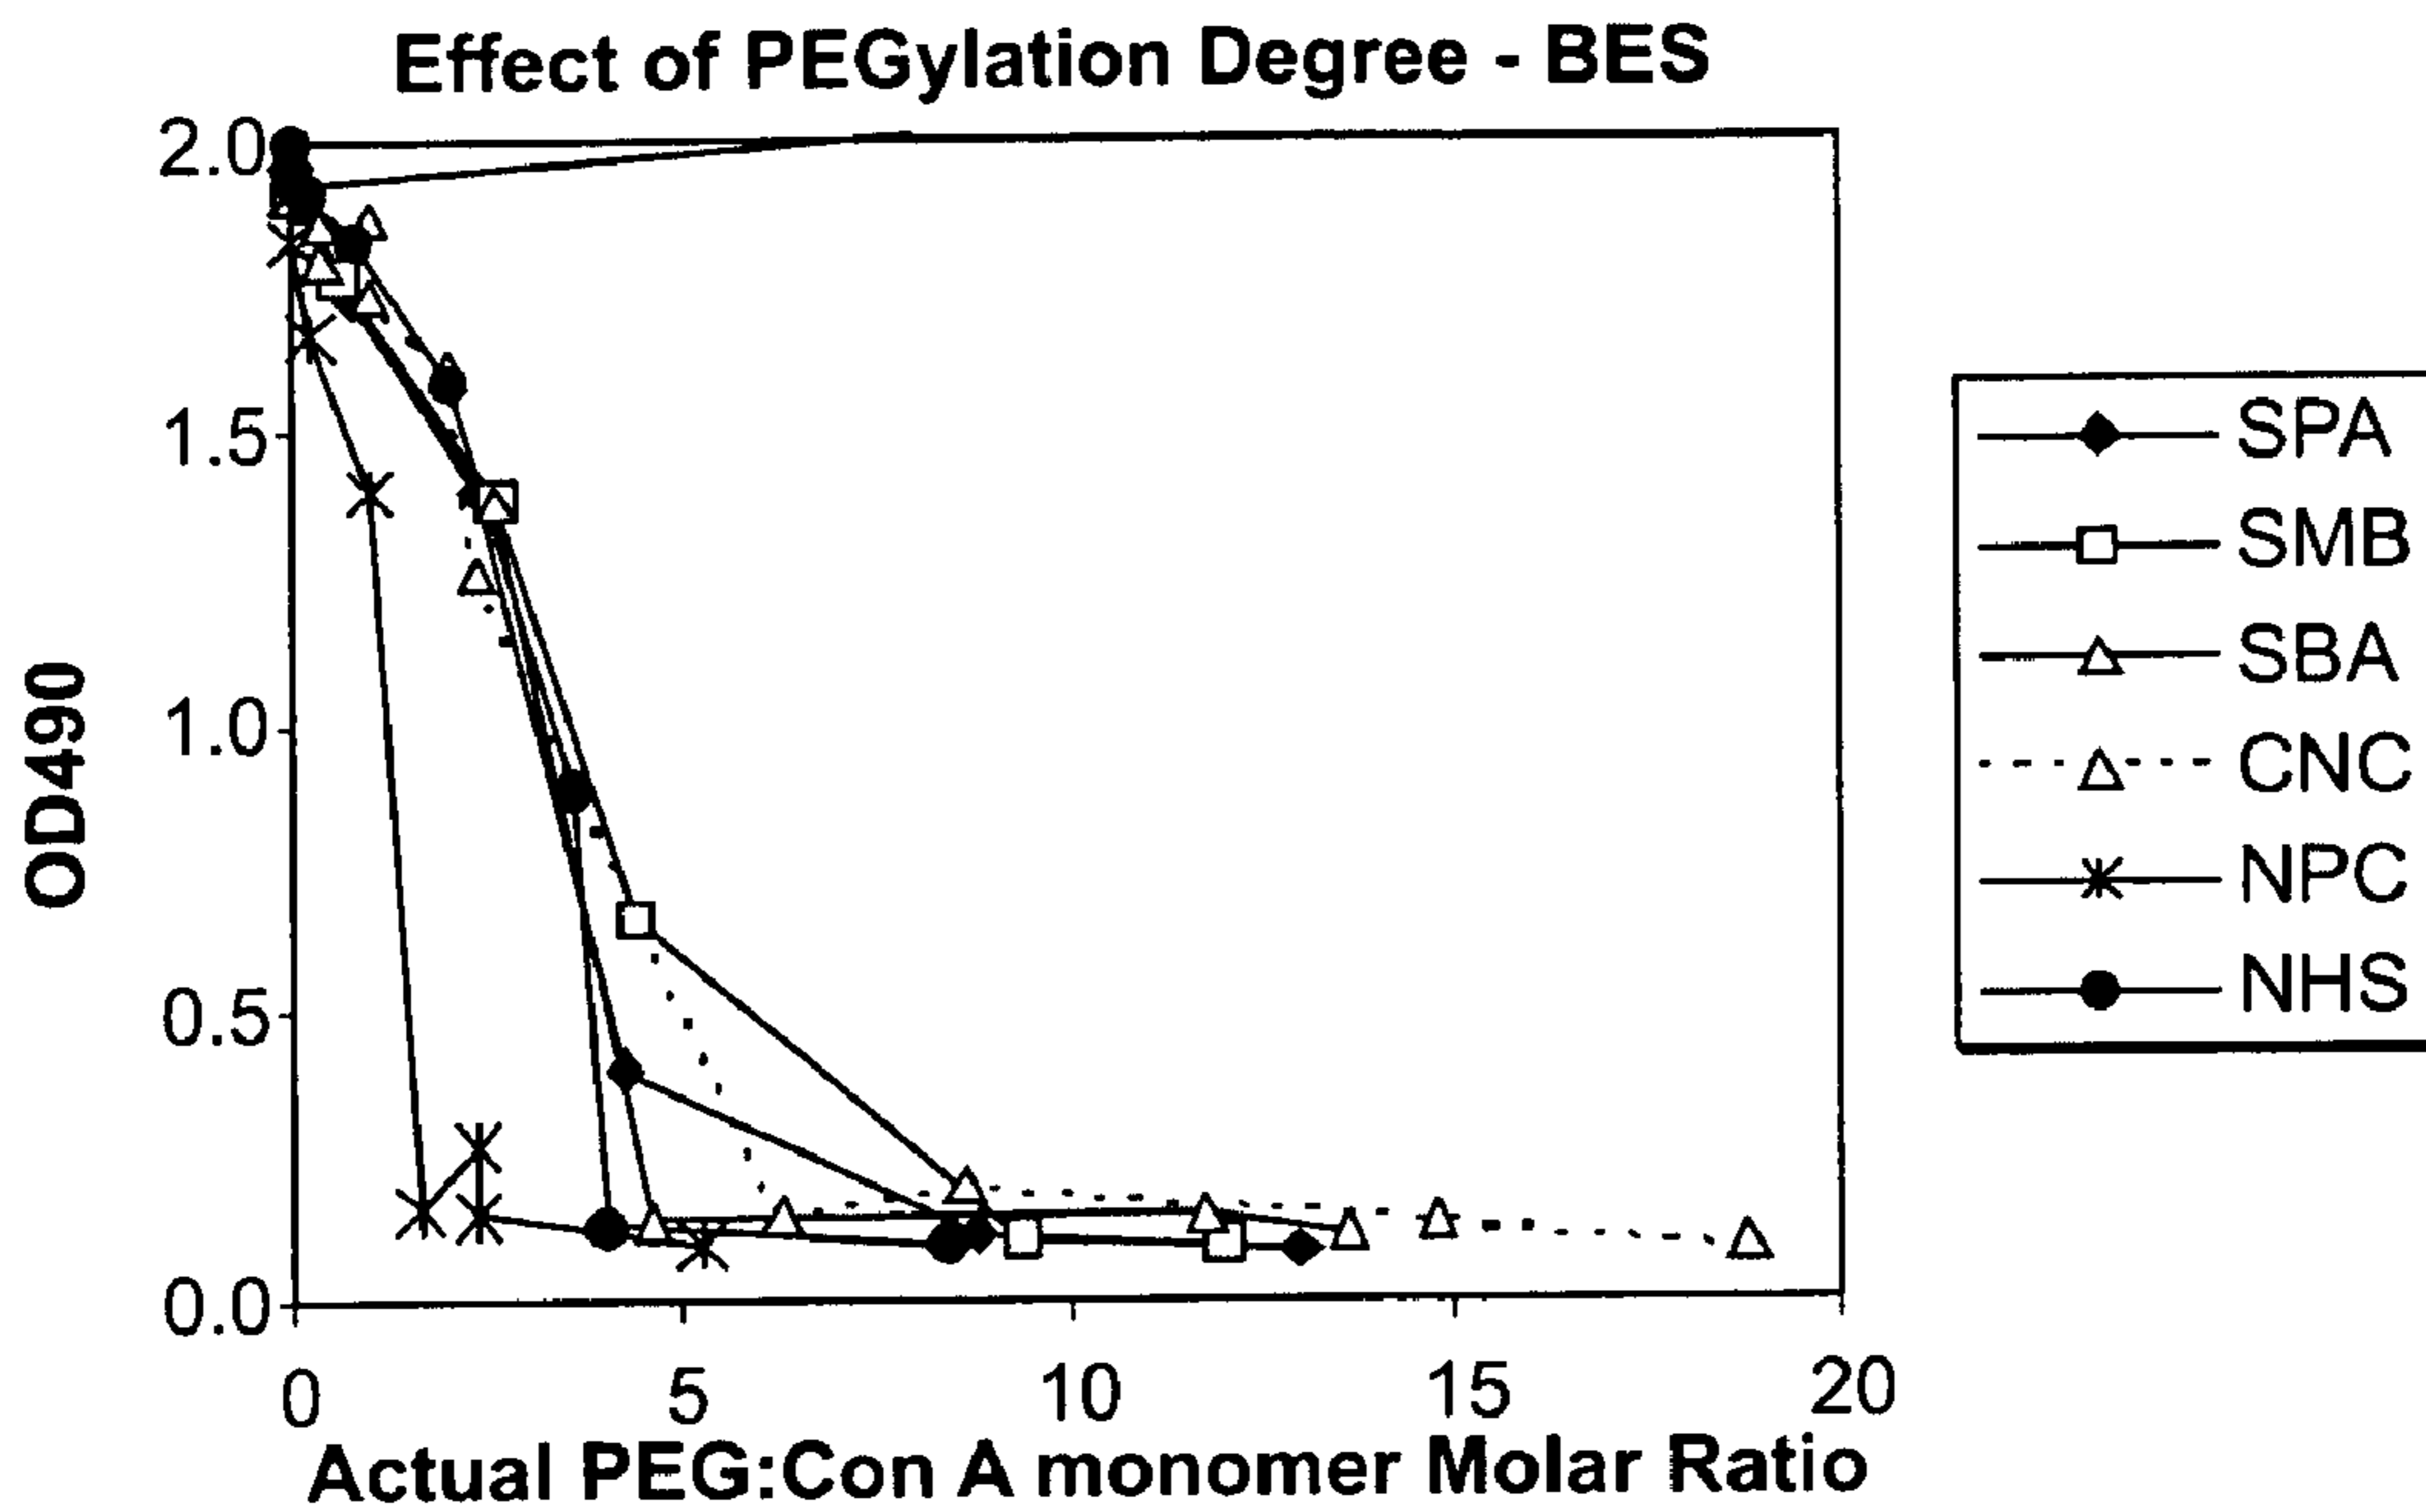 Effect of PEGylation Degree - BES
2.0
1.5
1.0
0.5
0.0
OD490
0 5 10 15 20
Actual PEG:Con A monomer Molar Ratio
SPA
SMB
SBA
CNC
NPC
NHS